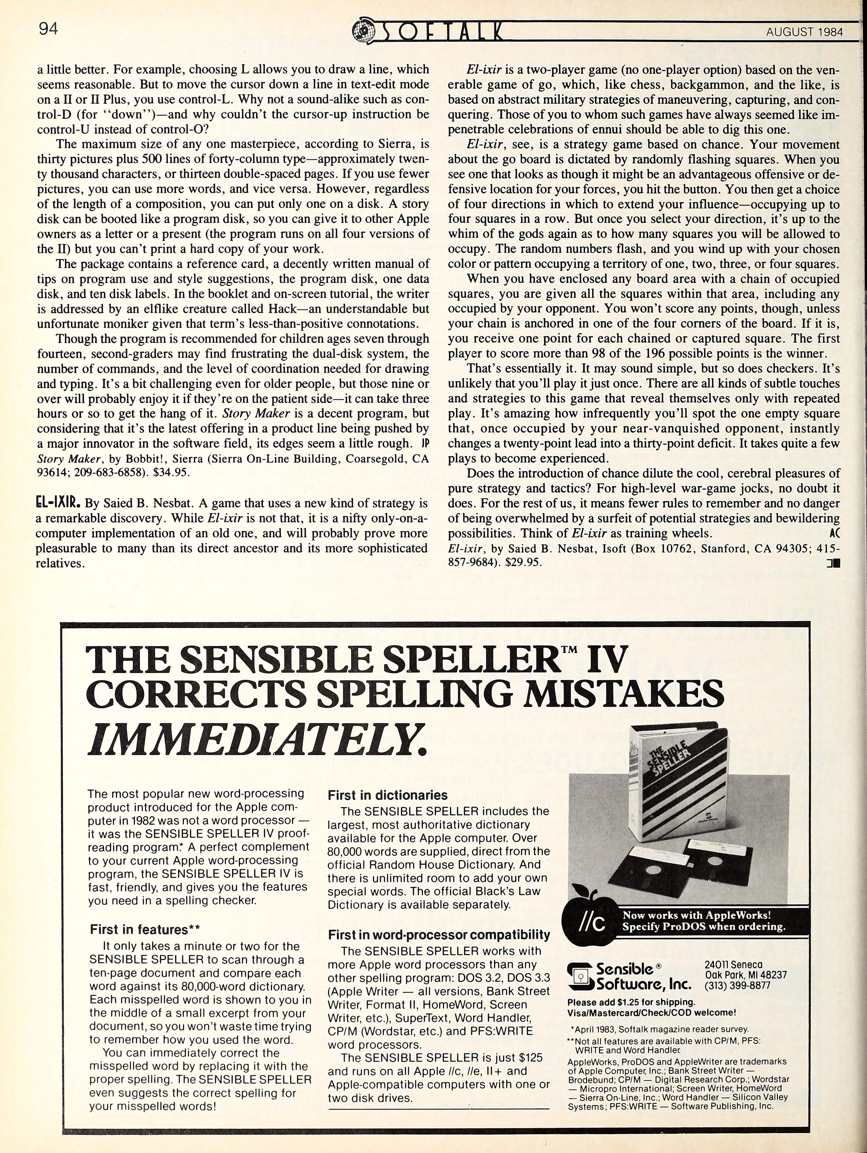 94
SOFTALK
AUGUST 1984
a little better. For example, choosing L allows you to draw a line, which
seems reasonable. But to move the cursor down a line in text-edit mode
on a II or II Plus, you use control-L. Why not a sound-alike such as con-
trol-D (for "down")—and why couldn't the cursor-up instruction be
control-U instead of control-O?
The maximum size of any one masterpiece, according to Sierra, is
thirty pictures plus 500 lines of forty-column type—approximately twen-
ty thousand characters, or thirteen double-spaced pages. If you use fewer
pictures, you can use more words, and vice versa. However, regardless
of the length of a composition, you can put only one on a disk. A story
disk can be booted like a program disk, so you can give it to other Apple
owners as a letter or a present (the program runs on all four versions of
the II) but you can't print a hard copy of your work.
The package contains a reference card, a decently written manual of
tips on program use and style suggestions, the program disk, one data
disk, and ten disk labels. In the booklet and on-screen tutorial, the writer
is addressed by an elflike creature called Hack—an understandable but
unfortunate moniker given that term's less-than-positive connotations.
Though the program is recommended for children ages seven through
fourteen, second-graders may find frustrating the dual-disk system, the
number of commands, and the level of coordination needed for drawing
and typing. It's a bit challenging even for older people, but those nine or
over will probably enjoy it if they're on the patient side—it can take three
hours or so to get the hang of it. Story Maker is a decent program, but
considering that it's the latest offering in a product line being pushed by
a major innovator in the software field, its edges seem a little rough. JP
Story Maker, by Bobbit!, Sierra (Sierra On-Line Building, Coarsegold, CA
93614; 209-683-6858). $34.95.
EL-IXIR. By Saied B. Nesbat. A game that uses a new kind of strategy is
a remarkable discovery. While El-ixir is not that, it is a nifty only-on-a-
computer implementation of an old one, and will probably prove more
pleasurable to many than its direct ancestor and its more sophisticated
relatives.
El-ixir is a two-player game (no one-player option) based on the ven-
erable game of go, which, like chess, backgammon, and the like, is
based on abstract military strategies of maneuvering, capturing, and con-
quering. Those of you to whom such games have always seemed like im-
penetrable celebrations of ennui should be able to dig this one.
El-ixir, see, is a strategy game based on chance. Your movement
about the go board is dictated by randomly flashing squares. When you
see one that looks as though it might be an advantageous offensive or de-
fensive location for your forces, you hit the button. You then get a choice
of four directions in which to extend your influence—occupying up to
four squares in a row. But once you select your direction, it's up to the
whim of the gods again as to how many squares you will be allowed to
occupy. The random numbers flash, and you wind up with your chosen
color or pattern occupying a territory of one, two, three, or four squares.
When you have enclosed any board area with a chain of occupied
squares, you are given all the squares within that area, including any
occupied by your opponent. You won't score any points, though, unless
your chain is anchored in one of the four corners of the board. If it is,
you receive one point for each chained or captured square. The first
player to score more than 98 of the 196 possible points is the winner.
That's essentially it. It may sound simple, but so does checkers. It's
unlikely that you'll play it just once. There are all kinds of subtle touches
and strategies to this game that reveal themselves only with repeated
play. It's amazing how infrequently you'll spot the one empty square
that, once occupied by your near-vanquished opponent, instantly
changes a twenty-point lead into a thirty-point deficit. It takes quite a few
plays to become experienced.
Does the introduction of chance dilute the cool, cerebral pleasures of
pure strategy and tactics? For high-level war-game jocks, no doubt it
does. For the rest of us, it means fewer rules to remember and no danger
of being overwhelmed by a surfeit of potential strategies and bewildering
possibilities. Think of El-ixir as training wheels. AC
El-ixir, by Saied B. Nesbat, Isoft (Box 10762, Stanford, CA 94305; 415-
857-9684). $29.95.
THE SENSIBLE SPELLER™ IV
CORRECTS SPELLING MISTAKES
IMMEDIATELY.
The most popular new word-processing
product introduced for the Apple com-
puter in 1982 was not a word processor —
it was the SENSIBLE SPELLER IV proof-
reading program.* A perfect complement
to your current Apple word-processing
program, the SENSIBLE SPELLER IV is
fast, friendly, and gives you the features
you need in a spelling checker.
First in features**
It only takes a minute or two for the
SENSIBLE SPELLER to scan through a
ten-page document and compare each
word against its 80,000-word dictionary.
Each misspelled word is shown to you in
the middle of a small excerpt from your
document, so you won't waste time trying
to remember how you used the word.
You can immediately correct the
misspelled word by replacing it with the
proper spelling. The SENSIBLE SPELLER
even suggests the correct spelling for
your misspelled words!
First in dictionaries
The SENSIBLE SPELLER includes the
largest, most authoritative dictionary
available for the Apple computer. Over
80,000 words are supplied, direct from the
official Random House Dictionary. And
there is unlimited room to add your own
special words. The official Black's Law
Dictionary is available separately.
First in word-processor compatibility
The SENSIBLE SPELLER works with
more Apple word processors than any
other spelling program: DOS 3.2, DOS 3.3
(Apple Writer — all versions, Bank Street
Writer, Format II, HomeWord, Screen
Writer, etc.), SuperText, Word Handler,
CP/M (Wordstar, etc.) and PFS:WRITE
word processors.
The SENSIBLE SPELLER is just $125
and runs on all Apple //c, //e, II+ and
Apple-compatible computers with one or
two disk drives.
THE
SENSIBLE
SPELLER
//c
Now works with AppleWorks!
Specify ProDOS when ordering.
Sensible®
Software, Inc.
24011 Seneca
Oak Park, MI 48237
(313) 399-8877
Please add $1.25 for shipping.
Visa/Mastercard/Check/COD welcome!
*April 1983, Softalk magazine reader survey.
**Not all features are available with CP/M, PFS:
WRITE and Word Handler.
AppleWorks, ProDOS and AppleWriter are trademarks
of Apple Computer, Inc.; Bank Street Writer —
Brodebund; CP/M — Digital Research Corp.; Wordstar
— Micropro International; Screen Writer, HomeWord
— Sierra On-Line, Inc.; Word Handler — Silicon Valley
Systems; PFS:WRITE — Software Publishing, Inc.